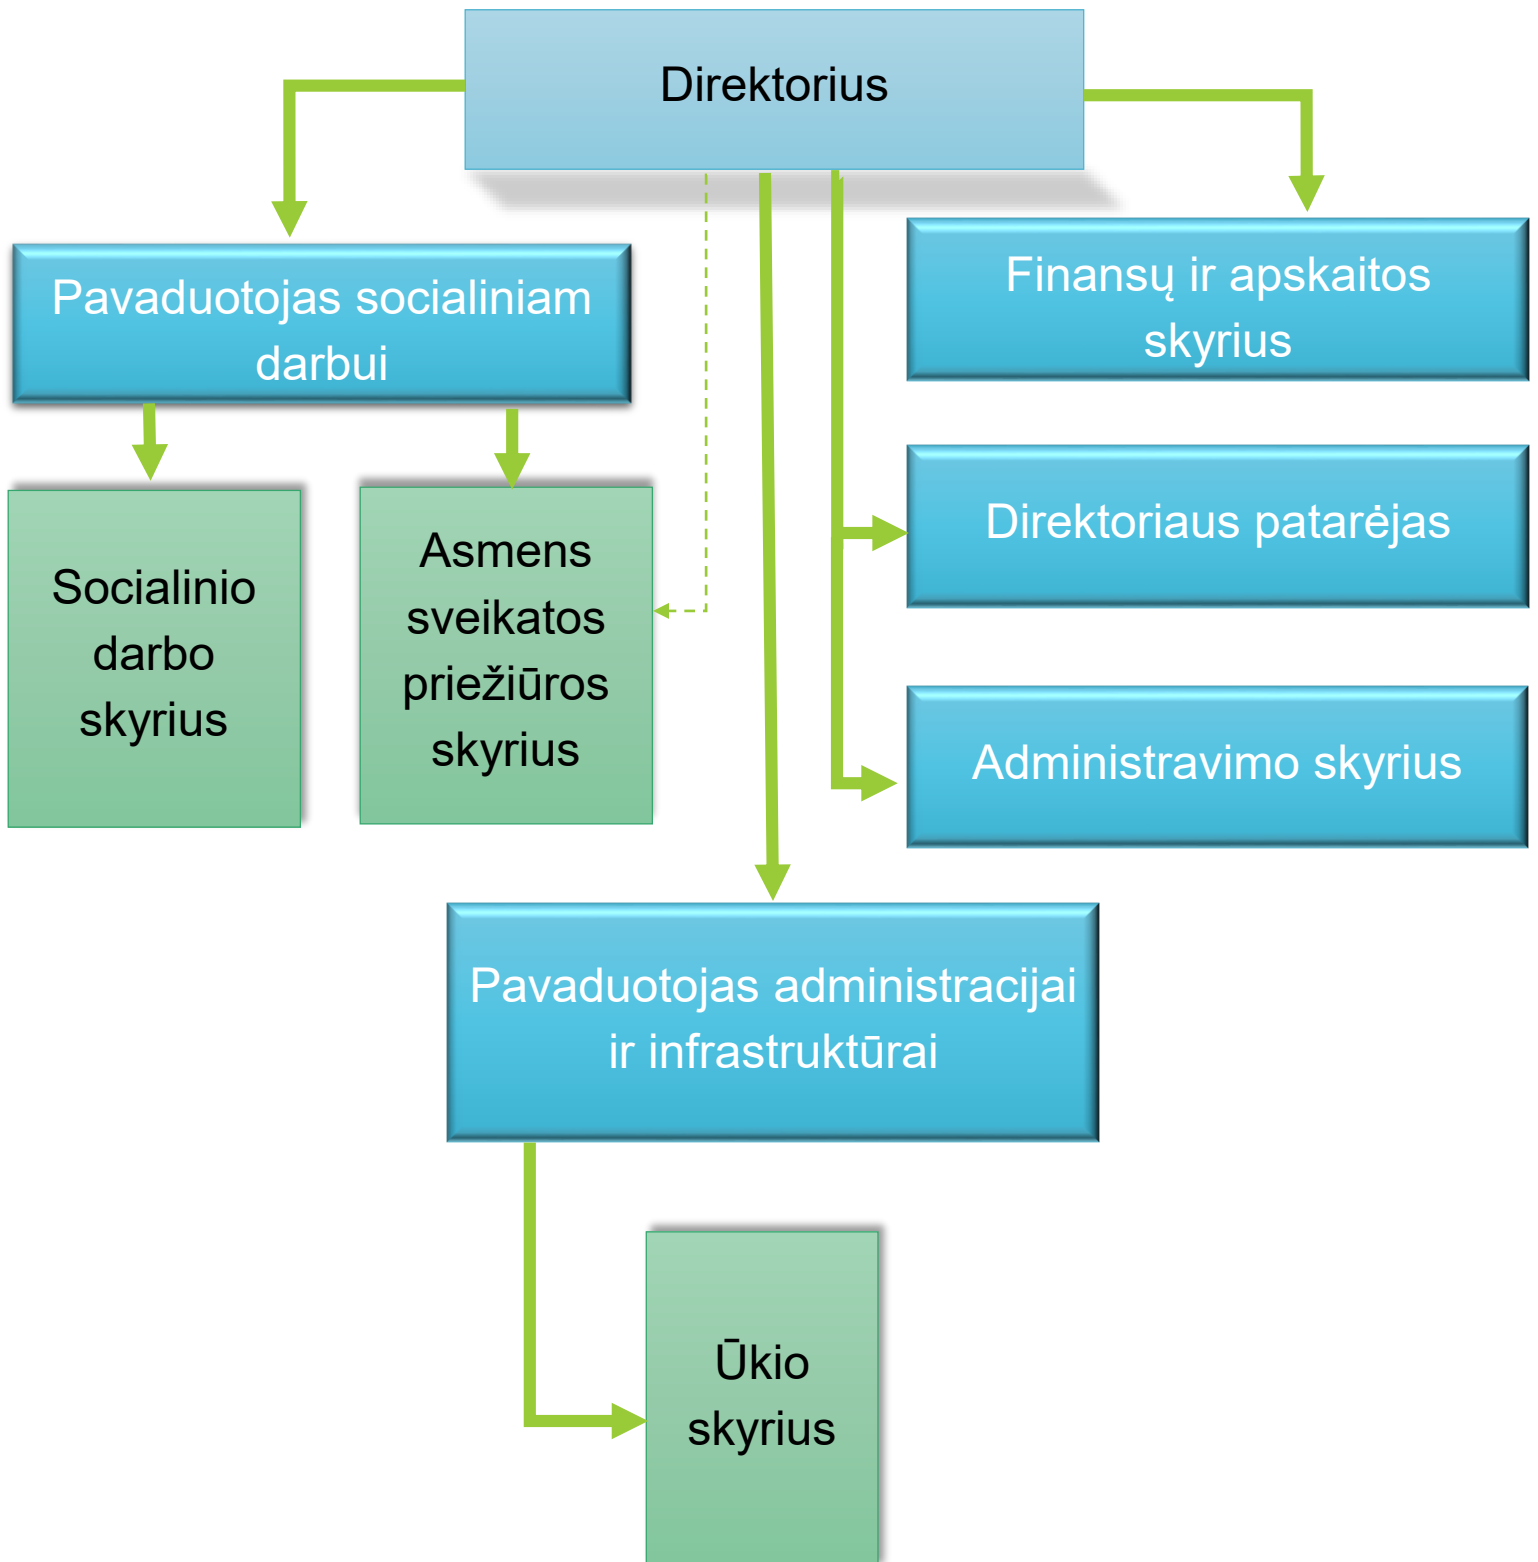 Direktorius
Pavaduotojas socialiniam
darbui
Finansų ir apskaitos
skyrius
Direktoriaus patarėjas
Administravimo skyrius
Socialinio
darbo
skyrius
Asmens
sveikatos
priežiūros
skyrius
Pavaduotojas administracijai
ir infrastruktūrai
Ūkio
skyrius